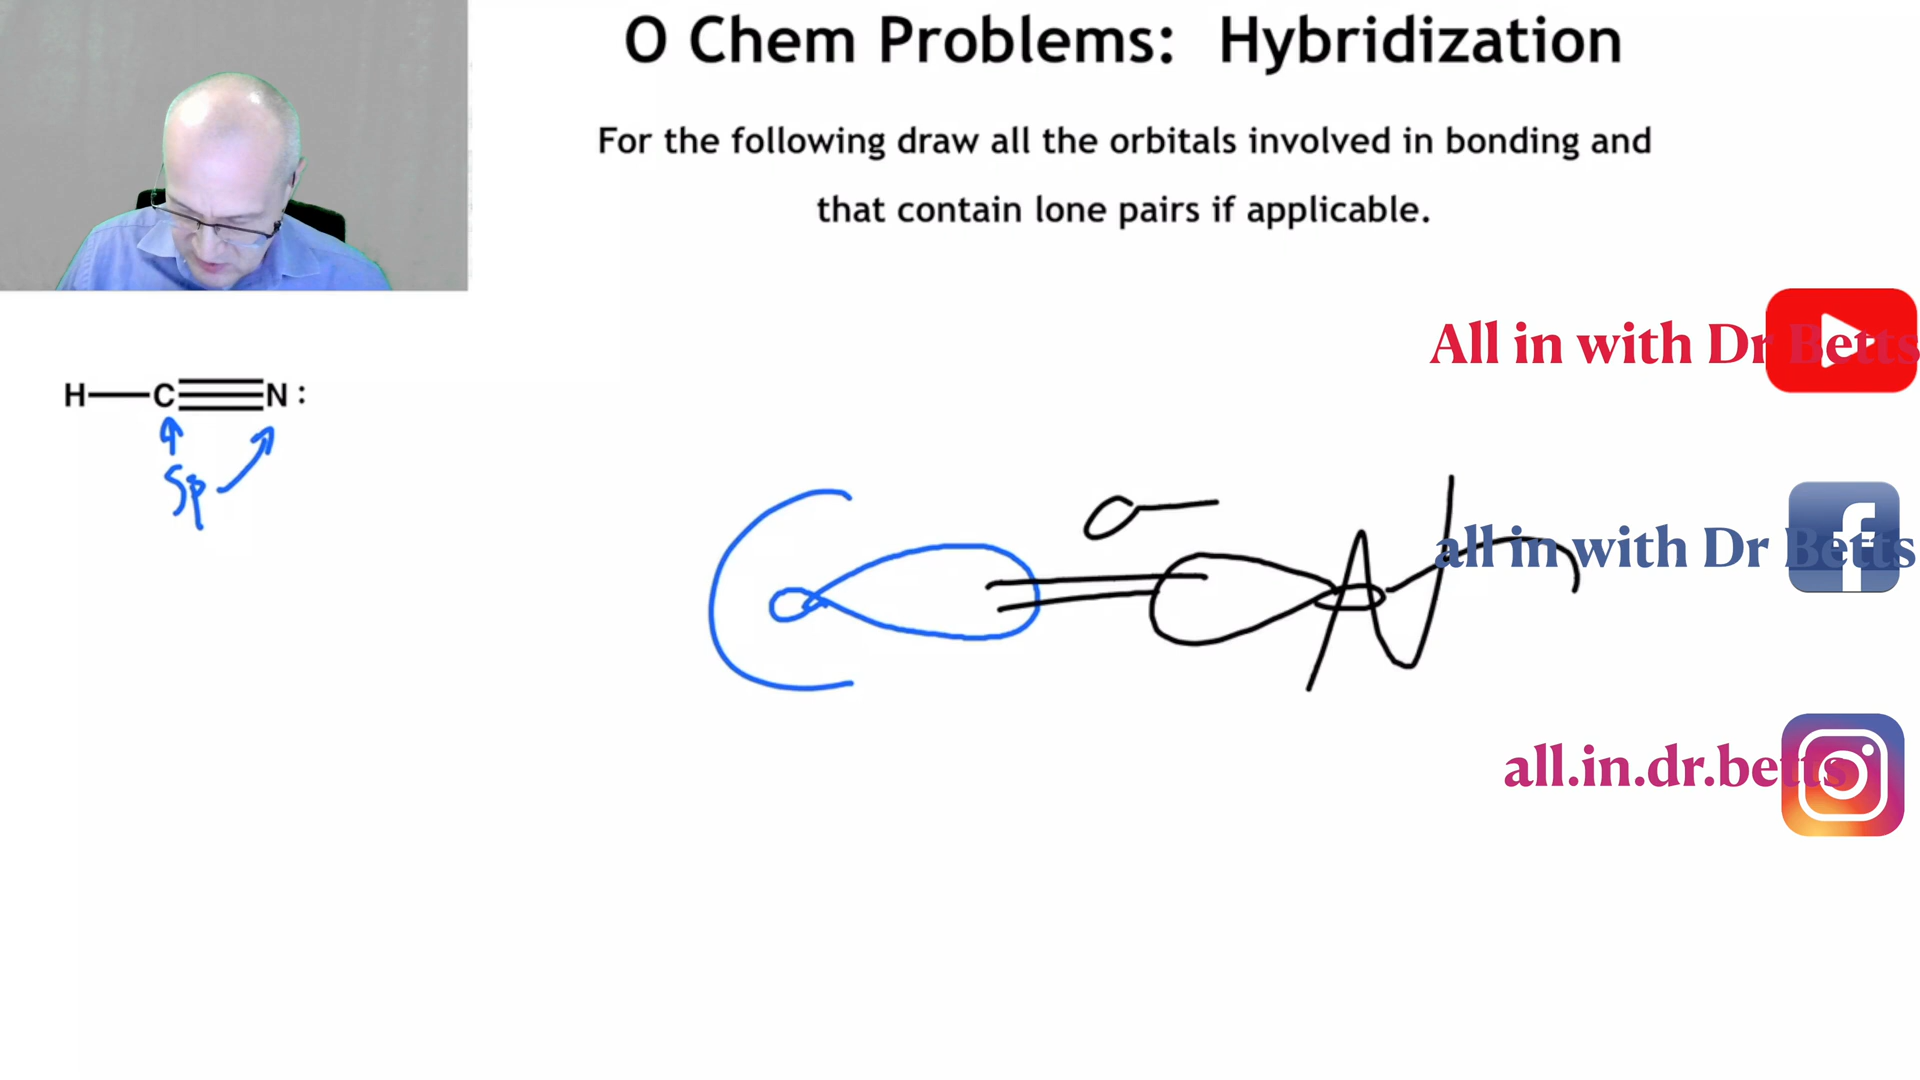 O Chem Problems: Hybridization
For the following draw all the orbitals involved in bonding and
that contain lone pairs if applicable.
All in with Dr Betts
H—C≡N:
sp
C σ N
all in with Dr Betts
all.in.dr.betts